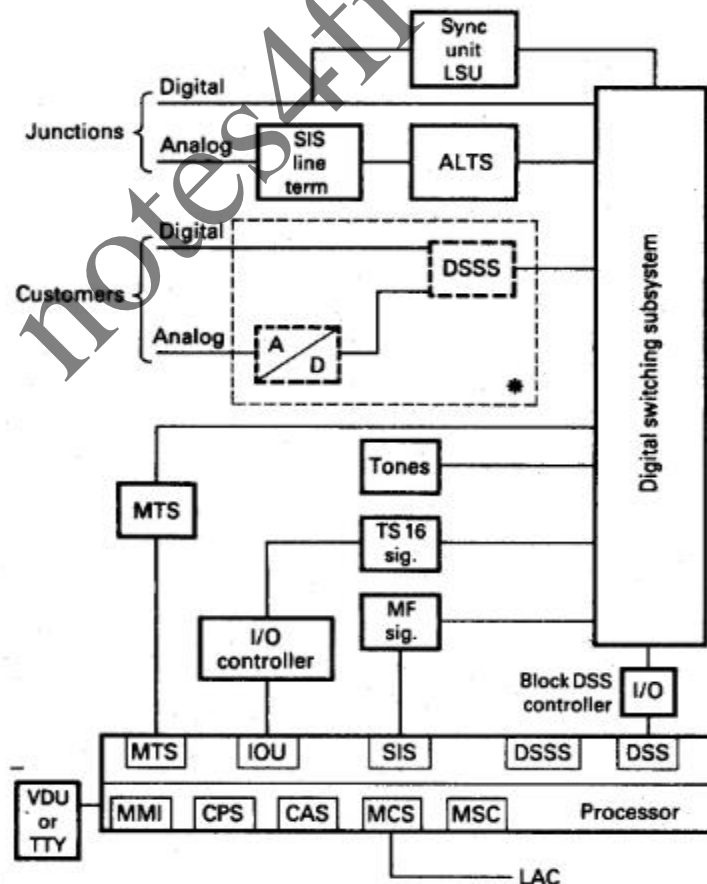 Sync
unit
LSU
Digital
Junctions
Analog
SIS
line
term
ALTS
Digital
DSSS
Customers
Analog
A
D
*
Digital switching subsystem
Tones
MTS
TS 16
sig.
MF
sig.
I/O
controller
Block DSS
controller
I/O
MTS IOU SIS DSSS DSS
VDU
or
TTY
MMI CPS CAS MCS MSC Processor
LAC